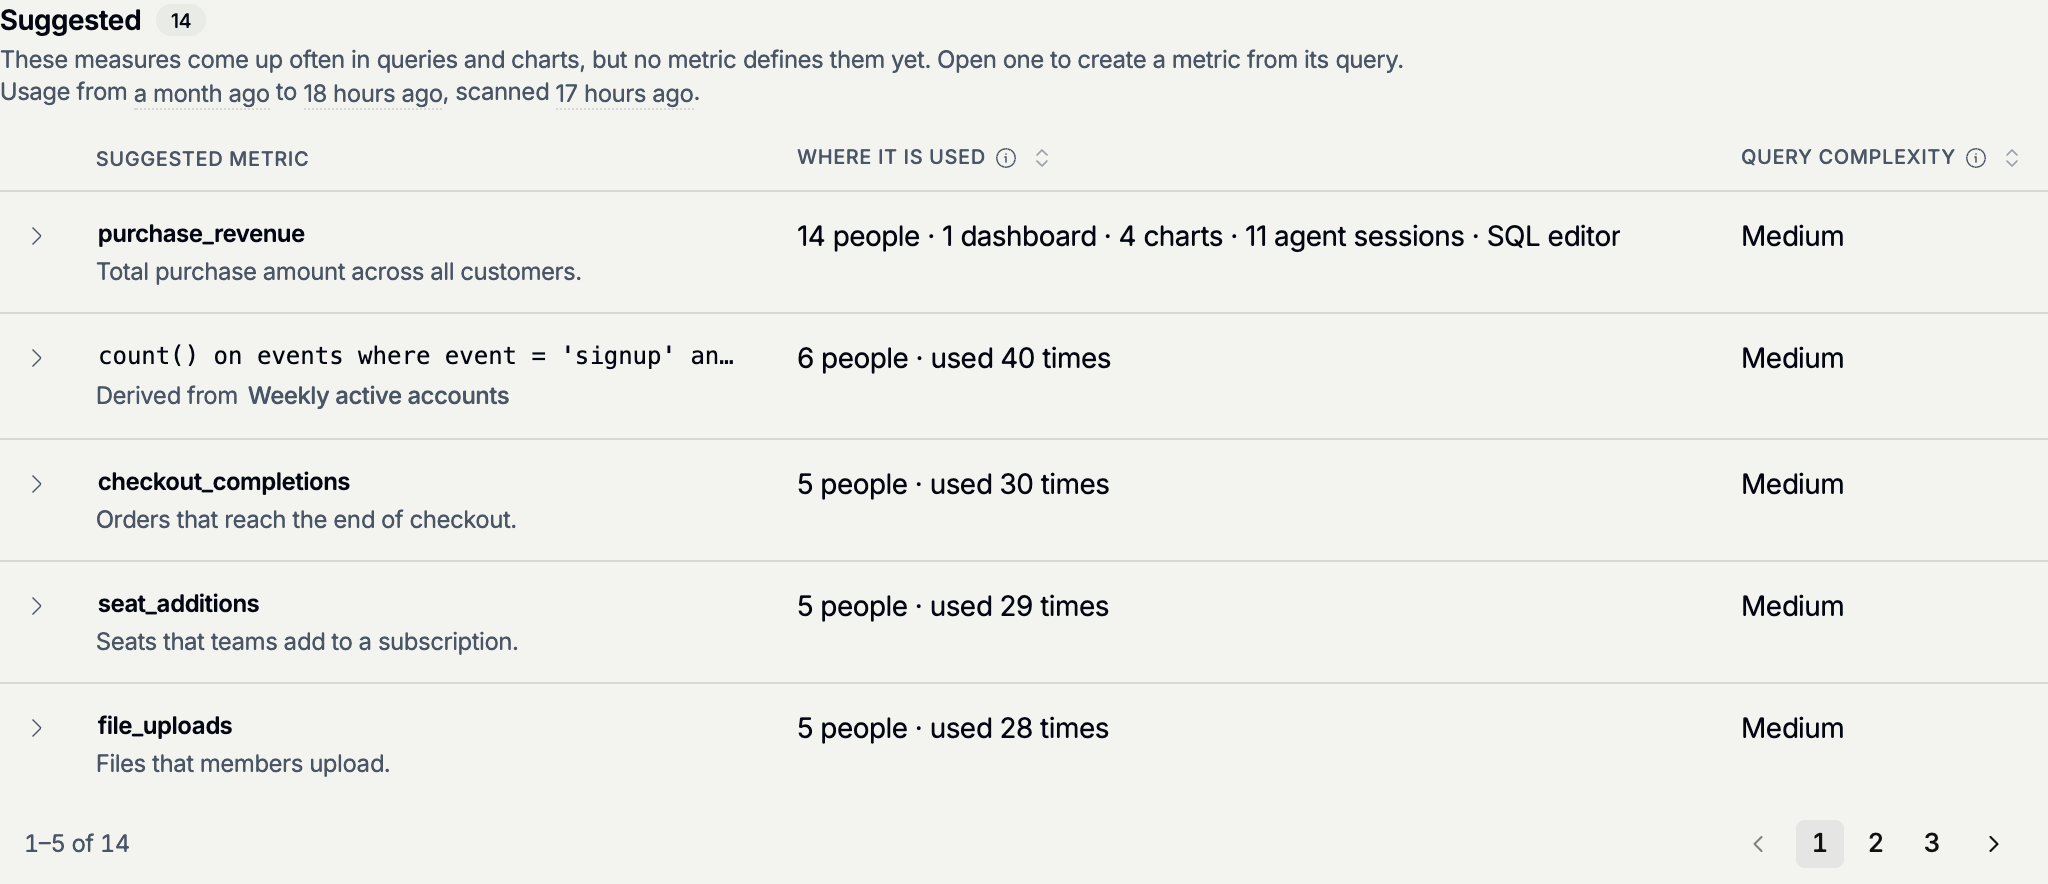 Suggested 14
These measures come up often in queries and charts, but no metric defines them yet. Open one to create a metric from its query.
Usage from a month ago to 18 hours ago, scanned 17 hours ago.
SUGGESTED METRIC WHERE IT IS USED QUERY COMPLEXITY
purchase_revenue 14 people · 1 dashboard · 4 charts · 11 agent sessions · SQL editor Medium
Total purchase amount across all customers.
count() on events where event = 'signup' an… 6 people · used 40 times Medium
Derived from Weekly active accounts
checkout_completions 5 people · used 30 times Medium
Orders that reach the end of checkout.
seat_additions 5 people · used 29 times Medium
Seats that teams add to a subscription.
file_uploads 5 people · used 28 times Medium
Files that members upload.
1–5 of 14 1 2 3